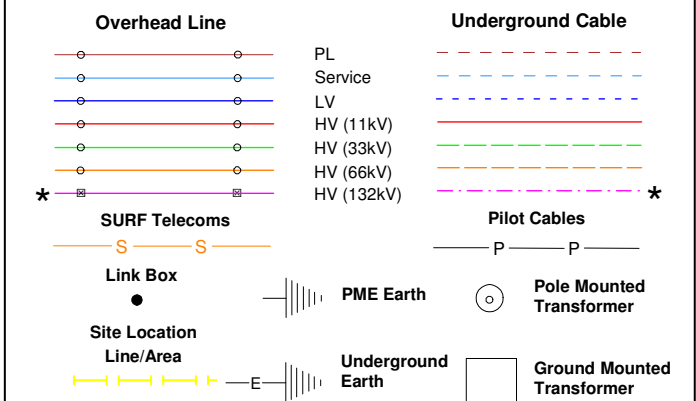 Overhead Line
Underground Cable
PL
Service
LV
HV (11kV)
HV (33kV)
HV (66kV)
* HV (132kV) *
SURF Telecoms
Pilot Cables
S S
P P
Link Box
PME Earth
Pole Mounted
Transformer
Site Location
Line/Area
E
Underground
Earth
Ground Mounted
Transformer